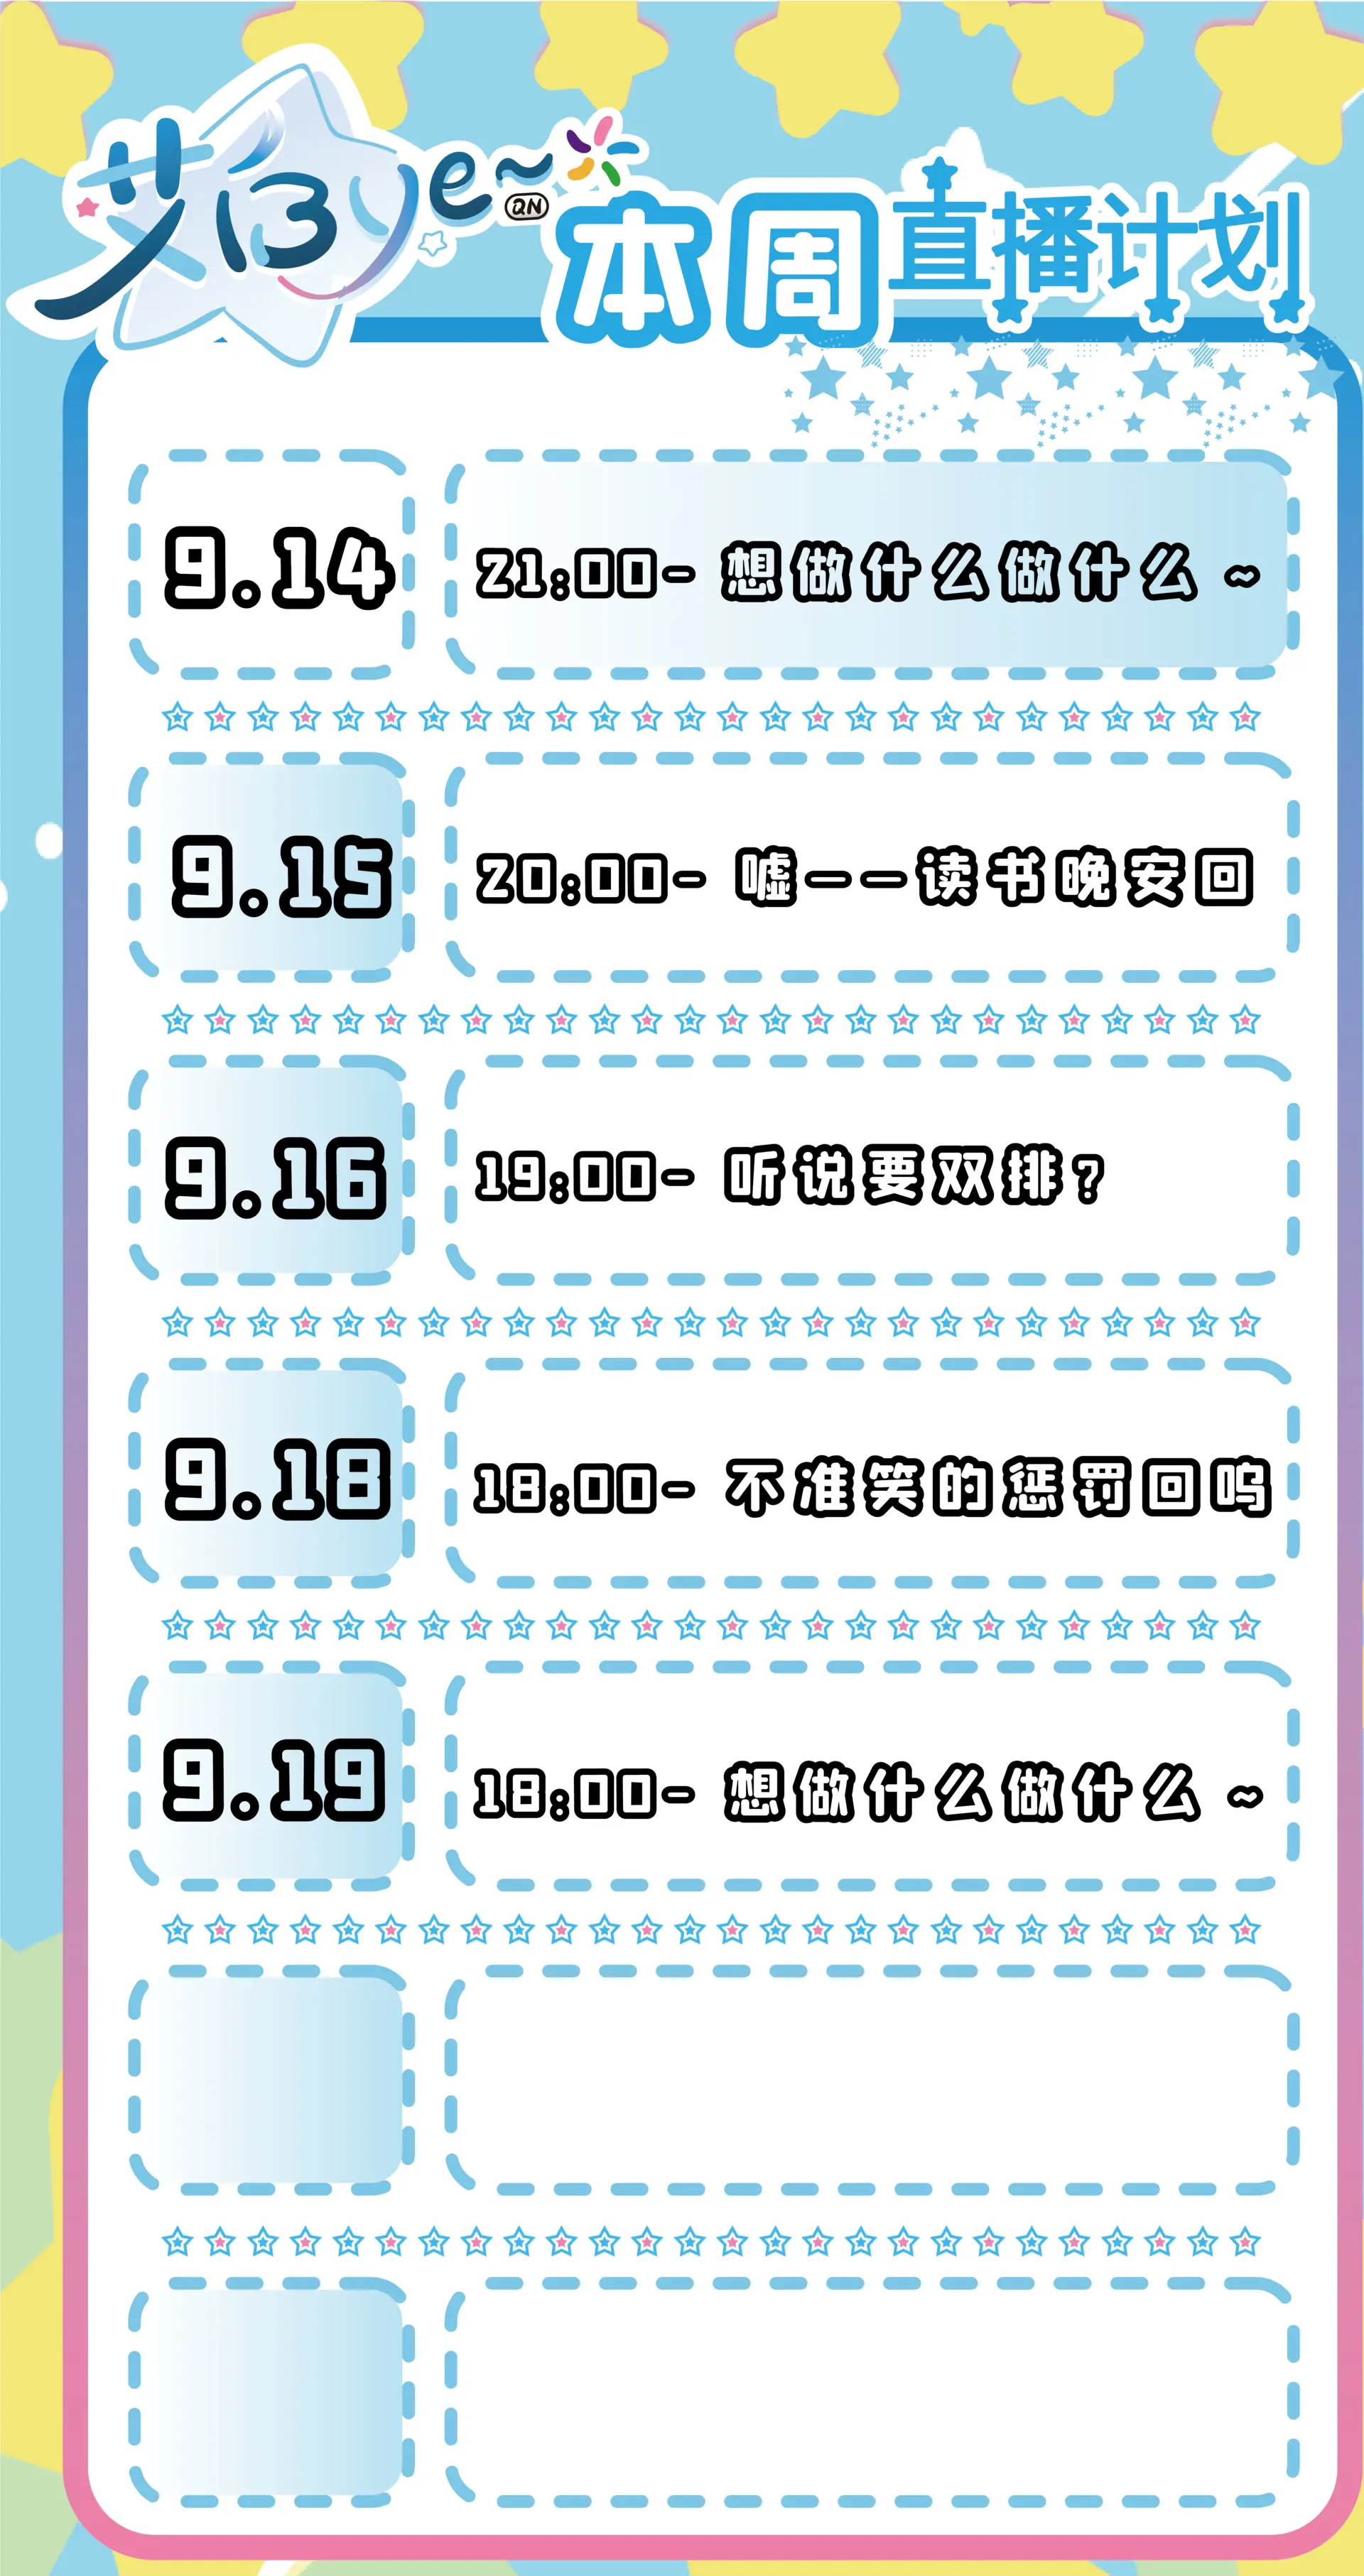 艾因ye~
QN
本周直播计划
9.14
21:00- 想做什么做什么 ~
9.15
20:00- 嘘——读书晚安回
9.16
19:00- 听说要双排?
9.18
18:00- 不准笑的惩罚回呜
9.19
18:00- 想做什么做什么 ~